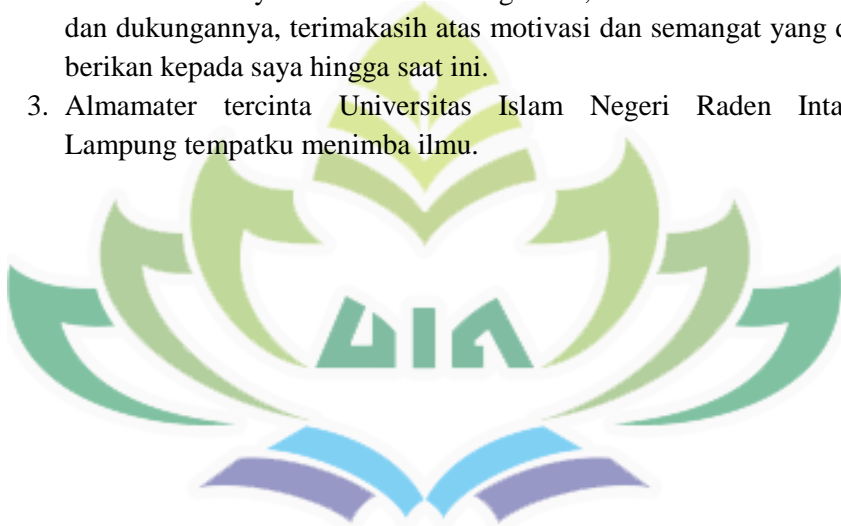 dan dukungannya, terimakasih atas motivasi dan semangat yang
berikan kepada saya hingga saat ini.
3. Almamater tercinta Universitas Islam Negeri Raden
Lampung tempatku menimba ilmu.
UIN